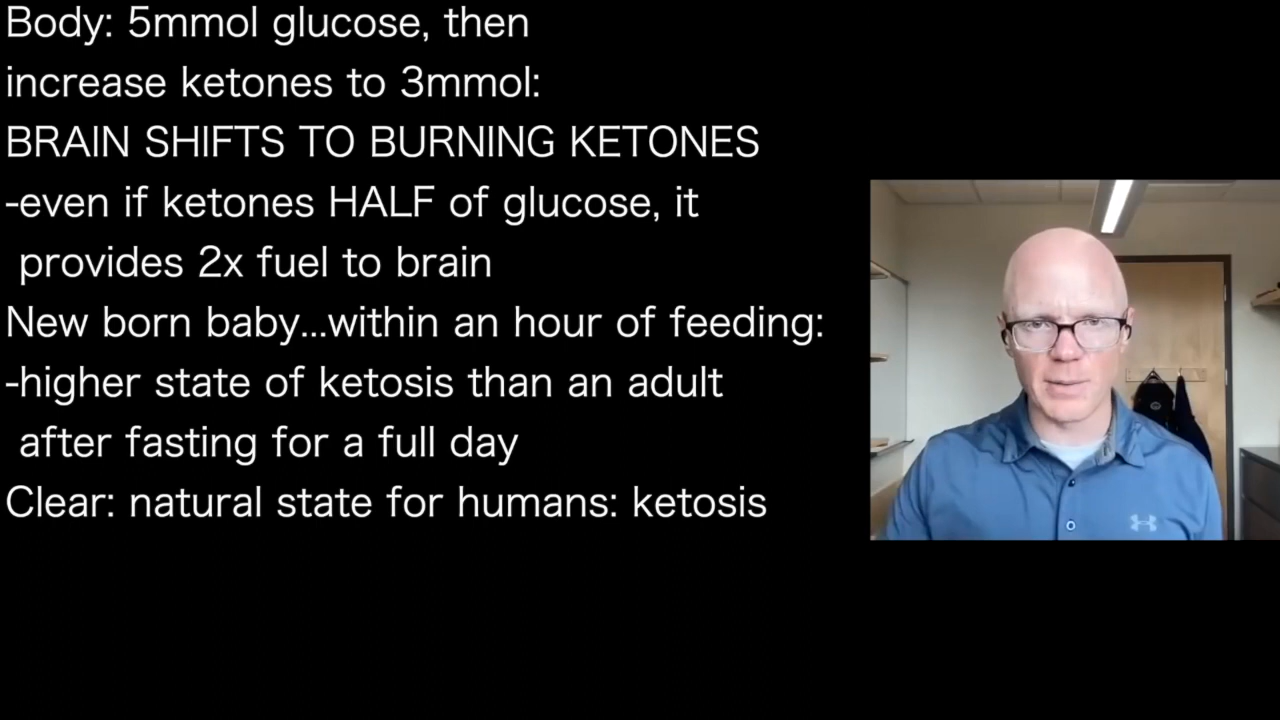 Body: 5mmol glucose, then
increase ketones to 3mmol:
BRAIN SHIFTS TO BURNING KETONES
-even if ketones HALF of glucose, it
provides 2x fuel to brain
New born baby...within an hour of feeding:
-higher state of ketosis than an adult
after fasting for a full day
Clear: natural state for humans: ketosis